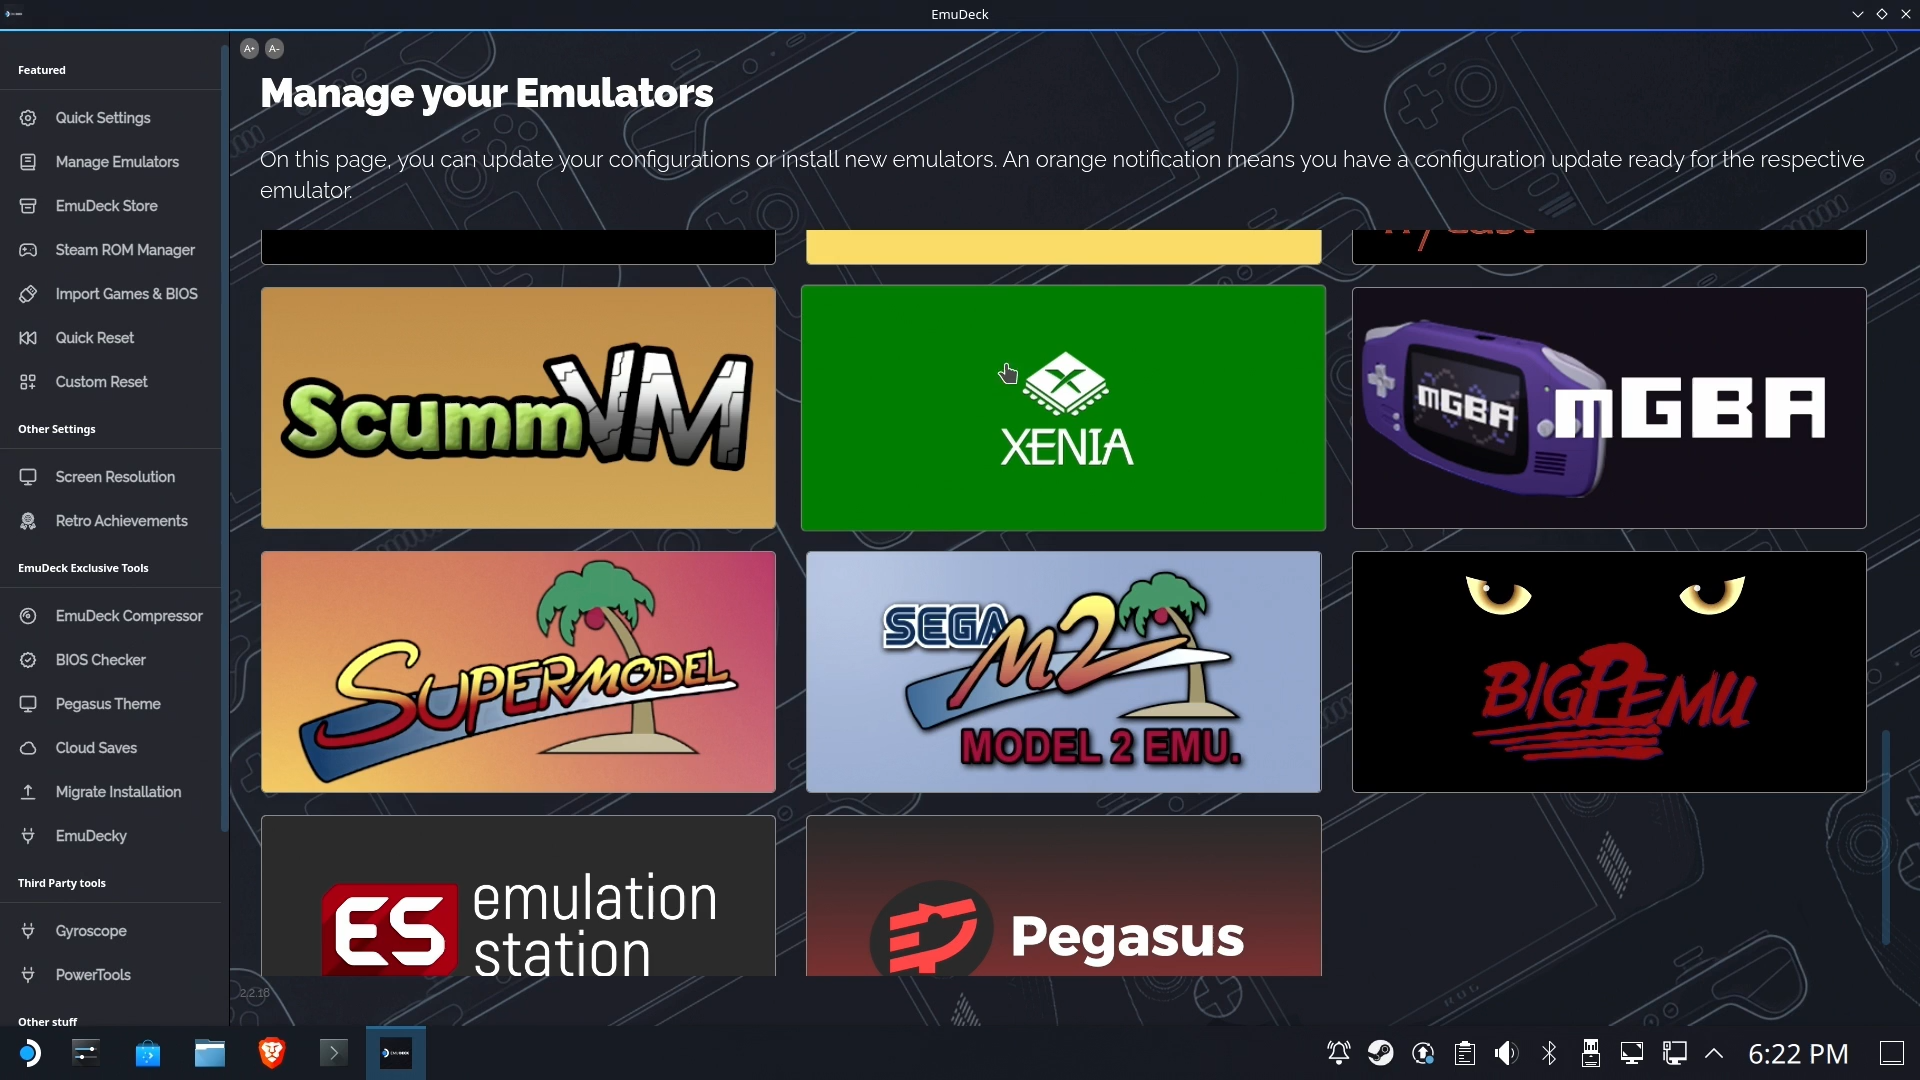 EmuDeck
A+ A-
Featured
Quick Settings
Manage Emulators
EmuDeck Store
Steam ROM Manager
Import Games & BIOS
Quick Reset
Custom Reset
Other Settings
Screen Resolution
Retro Achievements
EmuDeck Exclusive Tools
EmuDeck Compressor
BIOS Checker
Pegasus Theme
Cloud Saves
Migrate Installation
EmuDecky
Third Party tools
Gyroscope
PowerTools
Other stuff
Manage your Emulators
On this page, you can update your configurations or install new emulators. An orange notification means you have a configuration update ready for the respective
emulator.
ScummVM
XENIA
mGBA
mGBA
SUPERMODEL
SEGA
M2
MODEL 2 EMU.
BIGPEMU
ES
emulation
station
Pegasus
2.2.16
6:22 PM